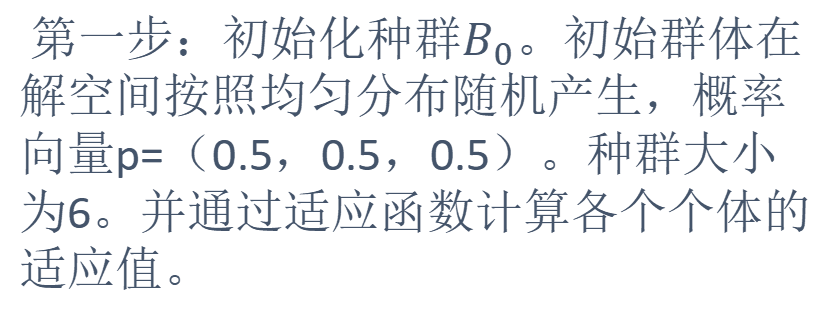 第一步：初始化种群B₀。初始群体在
解空间按照均匀分布随机产生，概率
向量p=（0.5，0.5，0.5）。种群大小
为6。并通过适应函数计算各个个体的
适应值。